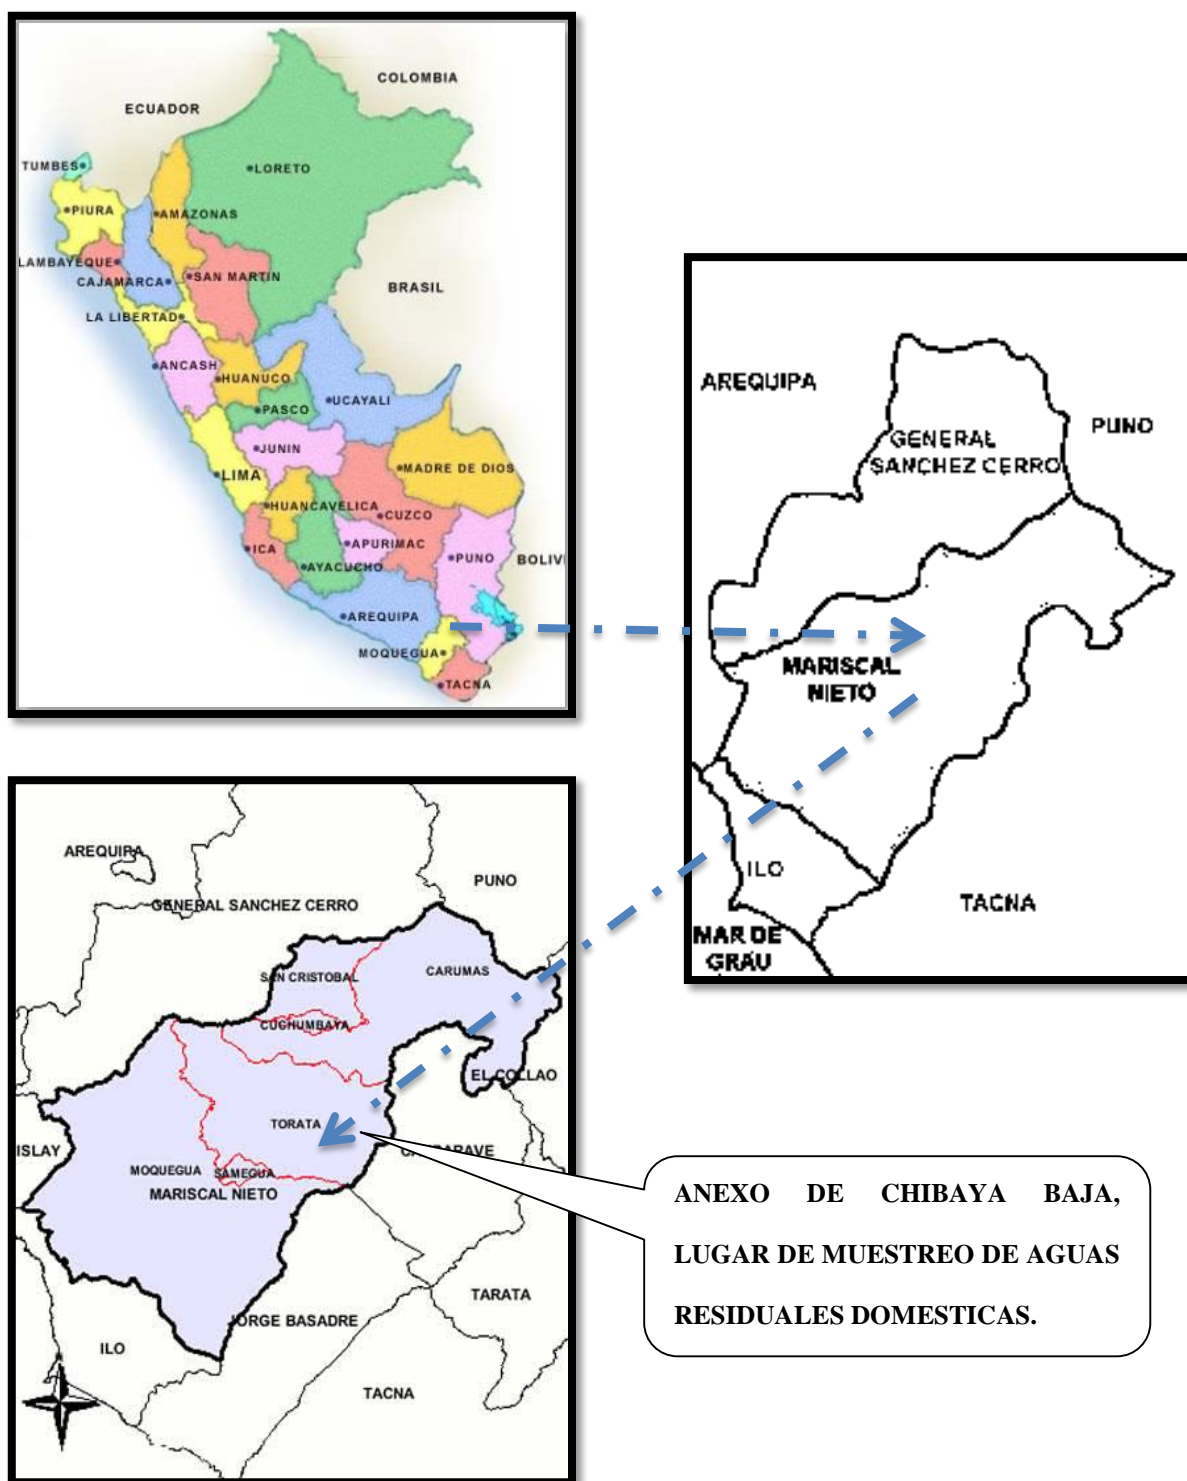 COLOMBIA
ECUADOR
TUMBES
LORETO
PIURA
AMAZONAS
LAMBAYEQUE
SAN MARTIN
CAJAMARCA
BRASIL
LA LIBERTAD
ANCASH
HUANUCO
UCAYALI
PASCO
JUNIN
MADRE DE DIOS
LIMA
HUANCAVELICA
CUZCO
ICA
APURIMAC
PUNO
BOLIVI
AYACUCHO
AREQUIPA
MOQUEGUA
TACNA
AREQUIPA
PUNO
GENERAL
SANCHEZ CERRO
MARISCAL
NIETO
ILO
TACNA
MAR DE
GRAU
AREQUIPA
PUNO
GENERAL SANCHEZ CERRO
SAN CRISTOBAL
CARUMAS
CUCHUMBAYA
EL COLLAO
TORATA
ISLAY
MOQUEGUA
SAMEGUA
MARISCAL NIETO
TARATA
JORGE BASADRE
ILO
TACNA
ANEXO DE CHIBAYA BAJA,
LUGAR DE MUESTREO DE AGUAS
RESIDUALES DOMESTICAS.